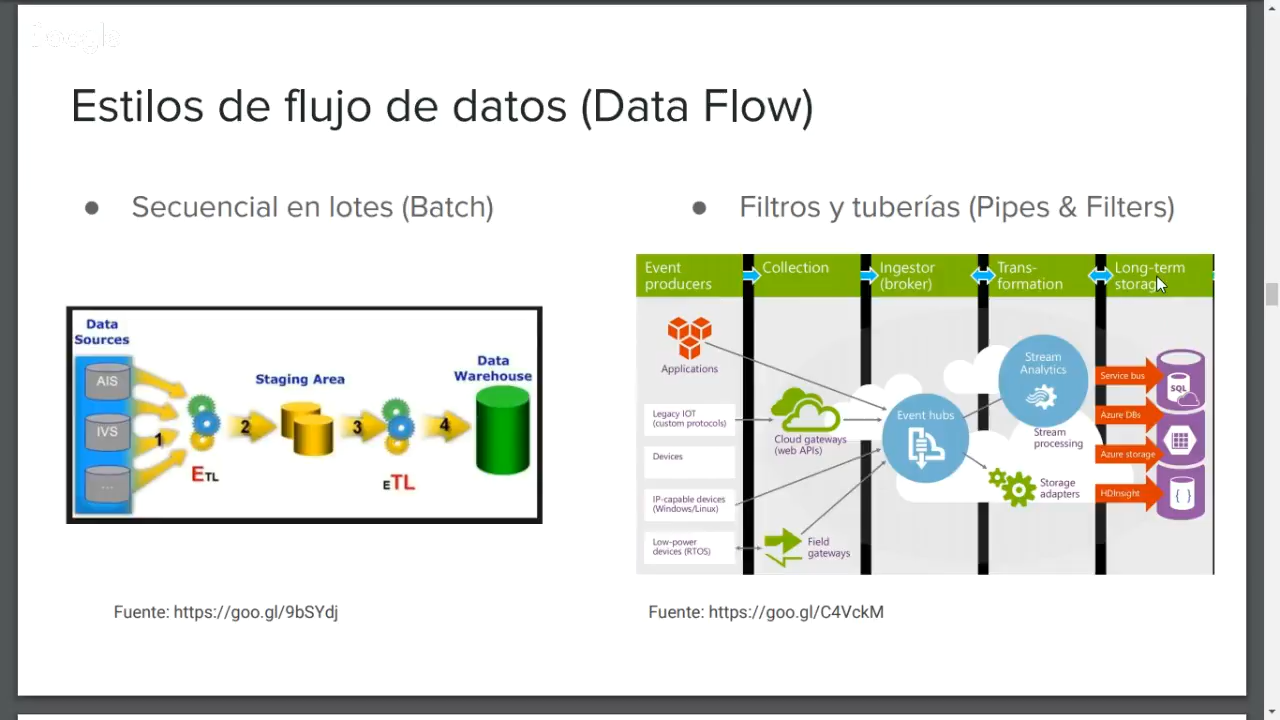 Google
Estilos de flujo de datos (Data Flow)
● Secuencial en lotes (Batch)
Data
Sources
AIS
IVS
...
1
ETL
2
Staging Area
3
ETL
4
Data
Warehouse
Fuente: https://goo.gl/9bSYdj
● Filtros y tuberías (Pipes & Filters)
Event
producers
Collection
Ingestor
(broker)
Trans-
formation
Long-term
storage
Applications
Legacy IOT
(custom protocols)
Devices
IP-capable devices
(Windows/Linux)
Low-power
devices (RTOS)
Cloud gateways
(web APIs)
Field
gateways
Event hubs
Stream
Analytics
Stream
processing
Storage
adapters
Service bus
Azure DBs
Azure storage
HDInsight
SQL
{ }
Fuente: https://goo.gl/C4VckM